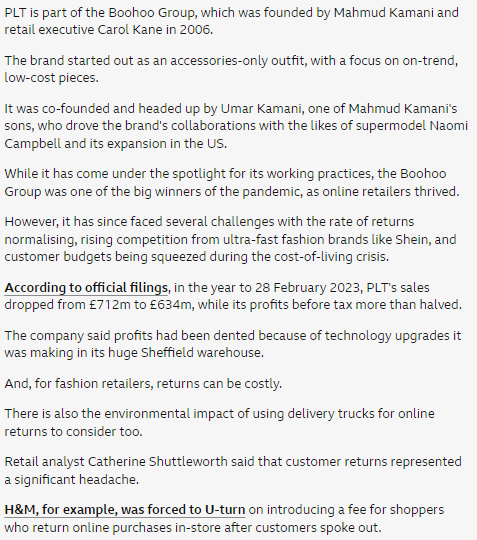 PLT is part of the Boohoo Group, which was founded by Mahmud Kamani and
retail executive Carol Kane in 2006.
The brand started out as an accessories-only outfit, with a focus on on-trend,
low-cost pieces.
It was co-founded and headed up by Umar Kamani, one of Mahmud Kamani's
sons, who drove the brand's collaborations with the likes of supermodel Naomi
Campbell and its expansion in the US.
While it has come under the spotlight for its working practices, the Boohoo
Group was one of the big winners of the pandemic, as online retailers thrived.
However, it has since faced several challenges with the rate of returns
normalising, rising competition from ultra-fast fashion brands like Shein, and
customer budgets being squeezed during the cost-of-living crisis.
According to official filings, in the year to 28 February 2023, PLT's sales
dropped from £712m to £634m, while its profits before tax more than halved.
The company said profits had been dented because of technology upgrades it
was making in its huge Sheffield warehouse.
And, for fashion retailers, returns can be costly.
There is also the environmental impact of using delivery trucks for online
returns to consider too.
Retail analyst Catherine Shuttleworth said that customer returns represented
a significant headache.
H&M, for example, was forced to U-turn on introducing a fee for shoppers
who return online purchases in-store after customers spoke out.